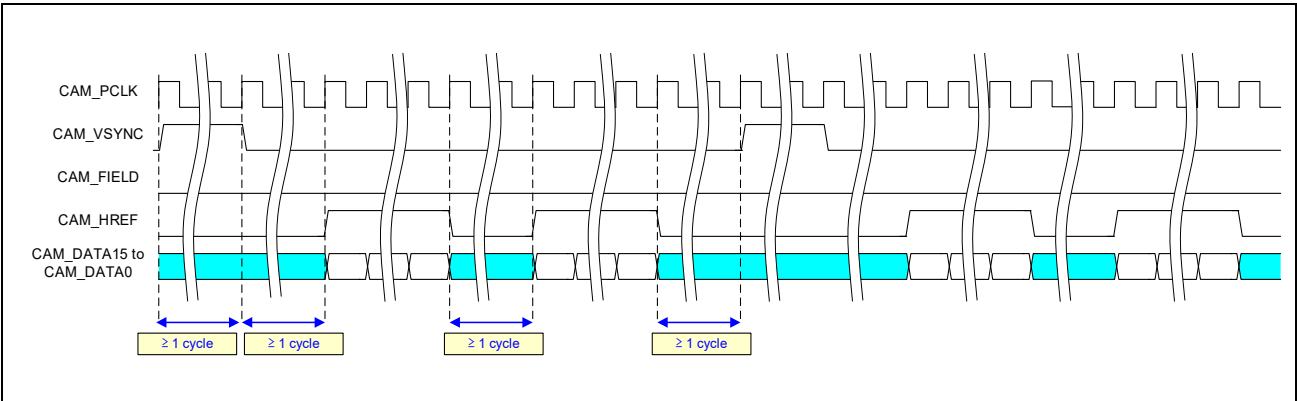 CAM_PCLK
CAM_VSYNC
CAM_FIELD
CAM_HREF
CAM_DATA15 to
CAM_DATA0
≥ 1 cycle
≥ 1 cycle
≥ 1 cycle
≥ 1 cycle